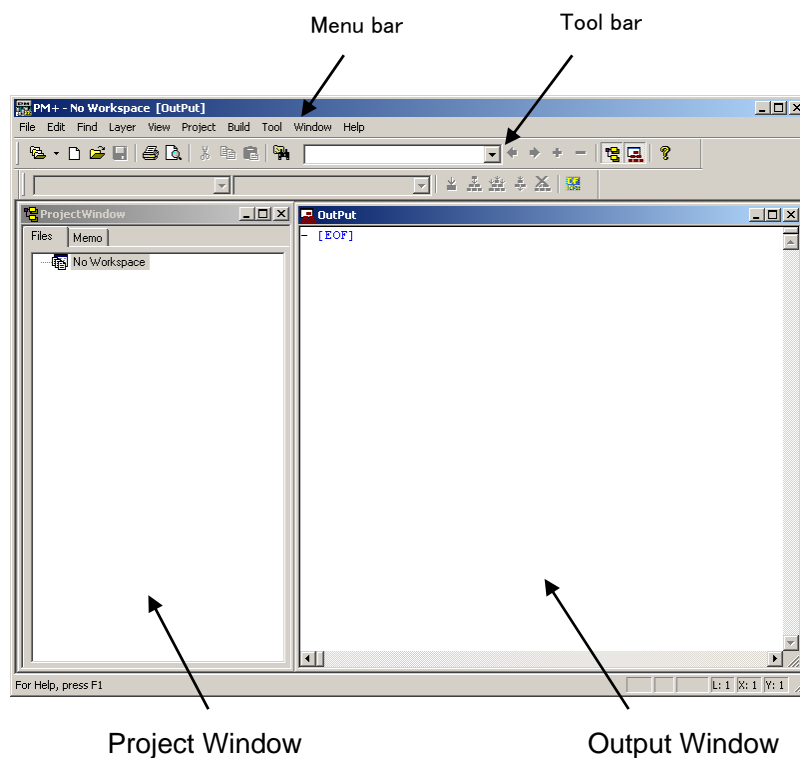 Menu bar
Tool bar
PM+ - No Workspace [OutPut]
File Edit Find Layer View Project Build Tool Window Help
ProjectWindow
OutPut
Files Memo
- [EOF]
No Workspace
For Help, press F1
L: 1 X: 1 Y: 1
Project Window
Output Window